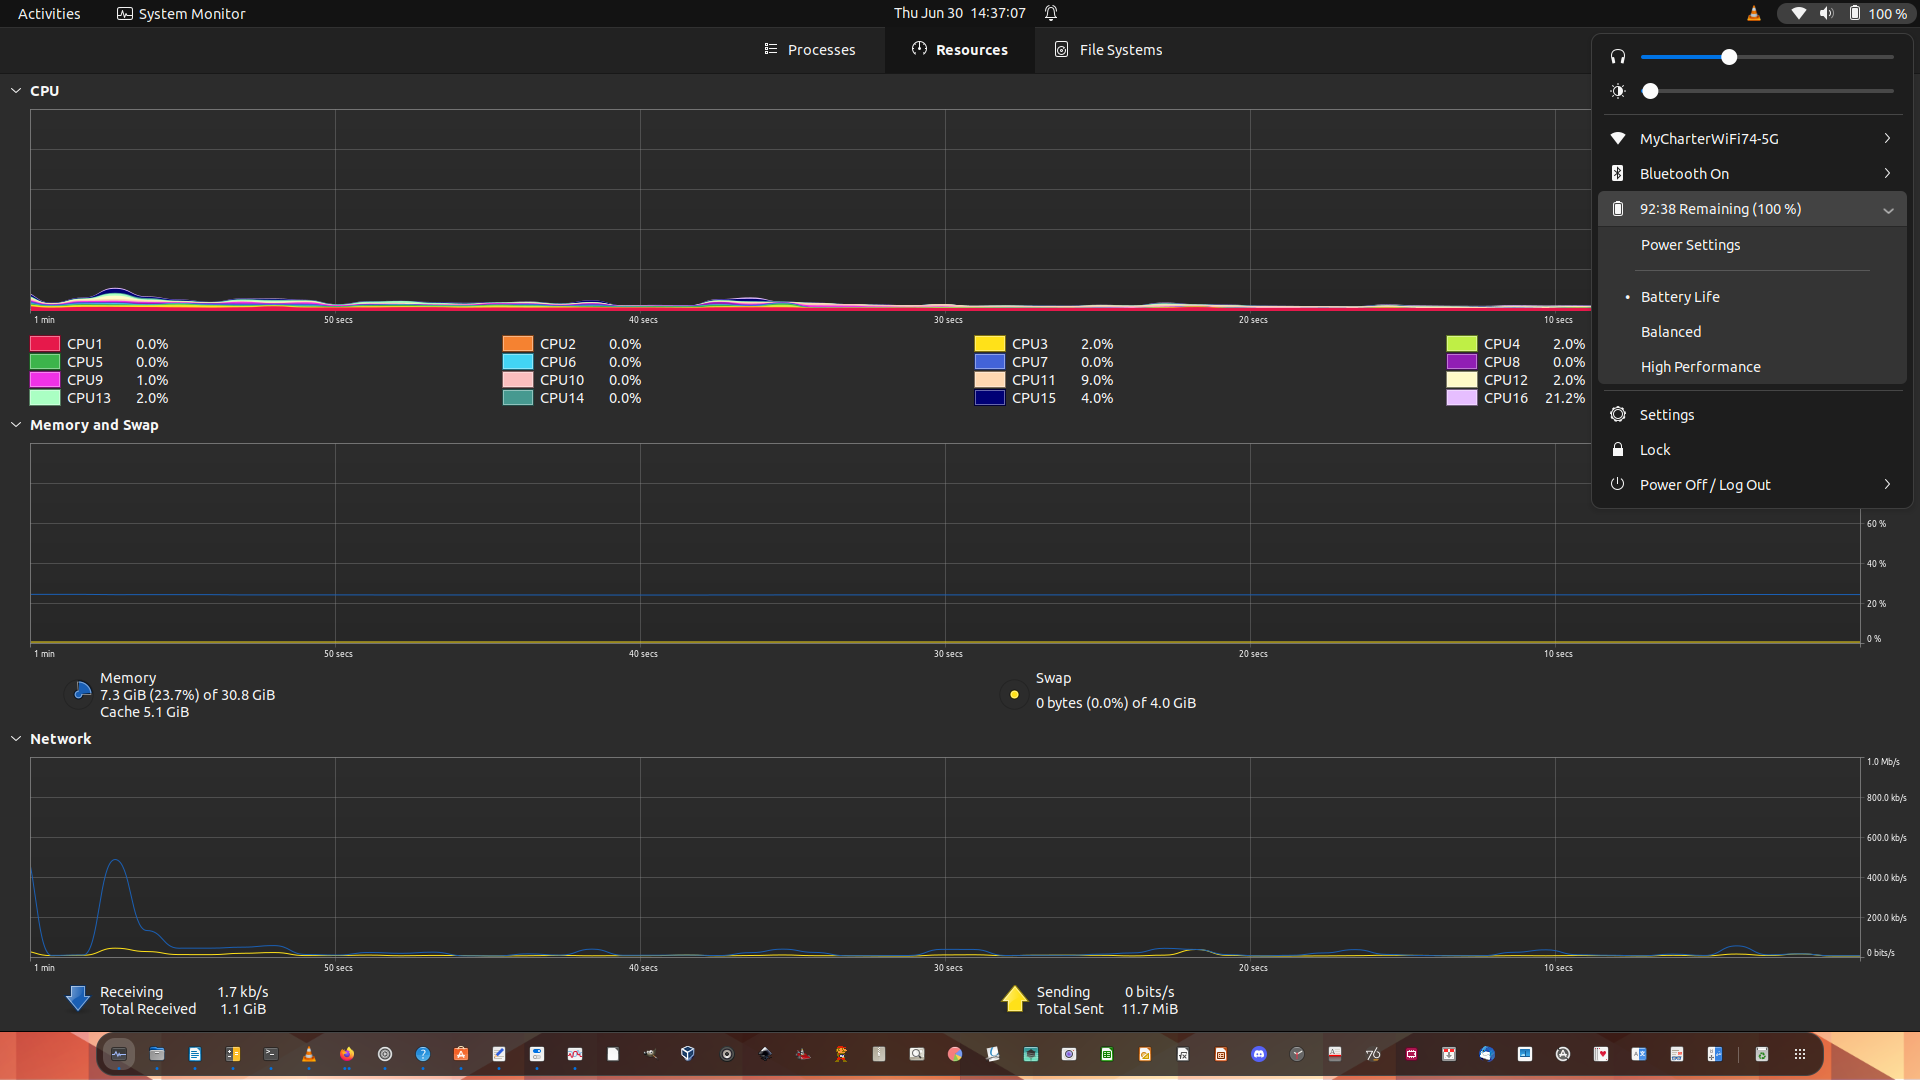 Activities
System Monitor
Thu Jun 30 14:37:07
100 %
Processes
Resources
File Systems
CPU
1 min
50 secs
40 secs
30 secs
20 secs
10 secs
CPU1 0.0%
CPU2 0.0%
CPU3 2.0%
CPU4 2.0%
CPU5 0.0%
CPU6 0.0%
CPU7 0.0%
CPU8 0.0%
CPU9 1.0%
CPU10 0.0%
CPU11 9.0%
CPU12 2.0%
CPU13 2.0%
CPU14 0.0%
CPU15 4.0%
CPU16 21.2%
MyCharterWiFi74-5G
Bluetooth On
92:38 Remaining (100 %)
Power Settings
Battery Life
Balanced
High Performance
Settings
Lock
Power Off / Log Out
Memory and Swap
60 %
40 %
20 %
0 %
1 min
50 secs
40 secs
30 secs
20 secs
10 secs
Memory
7.3 GiB (23.7%) of 30.8 GiB
Cache 5.1 GiB
Swap
0 bytes (0.0%) of 4.0 GiB
Network
1.0 Mb/s
800.0 kb/s
600.0 kb/s
400.0 kb/s
200.0 kb/s
0 bits/s
1 min
50 secs
40 secs
30 secs
20 secs
10 secs
Receiving 1.7 kb/s
Total Received 1.1 GiB
Sending 0 bits/s
Total Sent 11.7 MiB
76